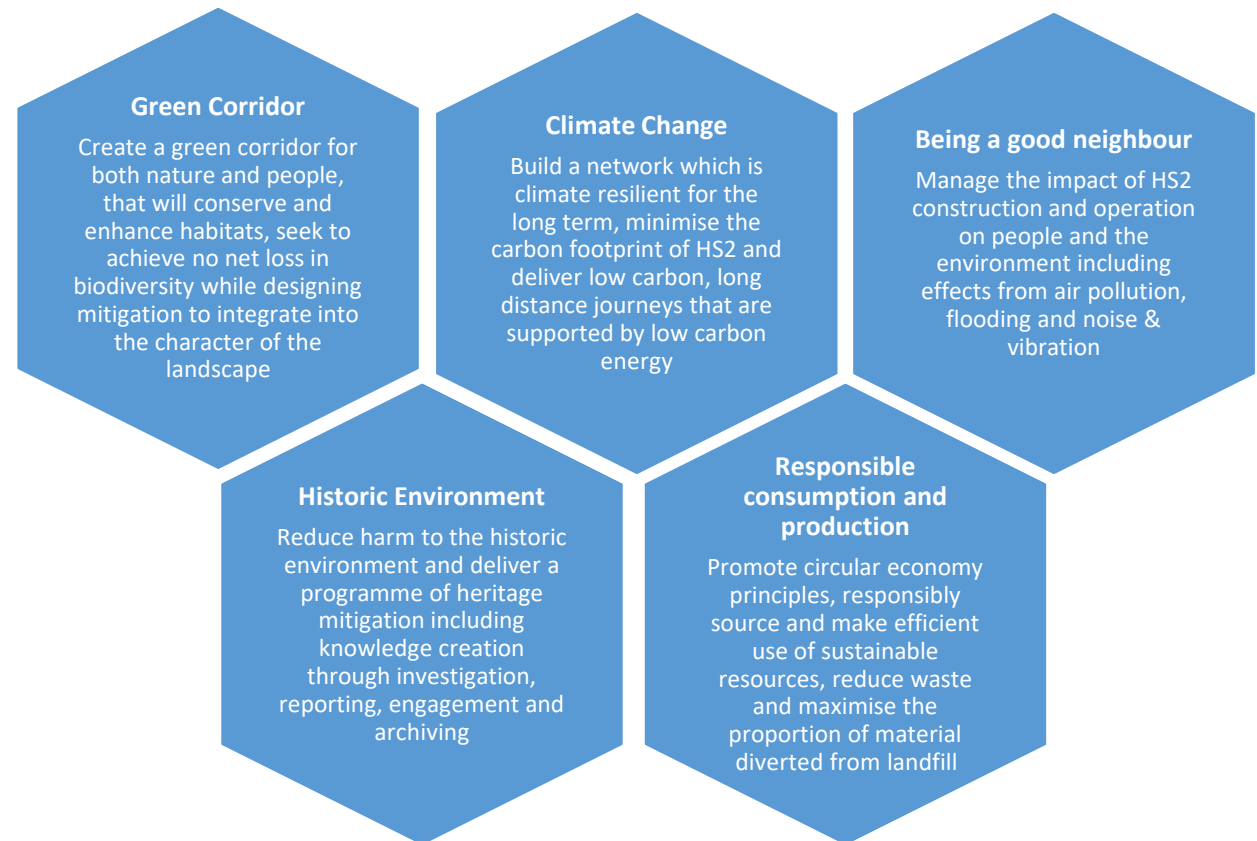 Green Corridor
Create a green corridor for
both nature and people,
that will conserve and
enhance habitats, seek to
achieve no net loss in
biodiversity while designing
mitigation to integrate into
the character of the
landscape
Climate Change
Build a network which is
climate resilient for the
long term, minimise the
carbon footprint of HS2 and
deliver low carbon, long
distance journeys that are
supported by low carbon
energy
Being a good neighbour
Manage the impact of HS2
construction and operation
on people and the
environment including
effects from air pollution,
flooding and noise &
vibration
Historic Environment
Reduce harm to the historic
environment and deliver a
programme of heritage
mitigation including
knowledge creation
through investigation,
reporting, engagement and
archiving
Responsible
consumption and
production
Promote circular economy
principles, responsibly
source and make efficient
use of sustainable
resources, reduce waste
and maximise the
proportion of material
diverted from landfill